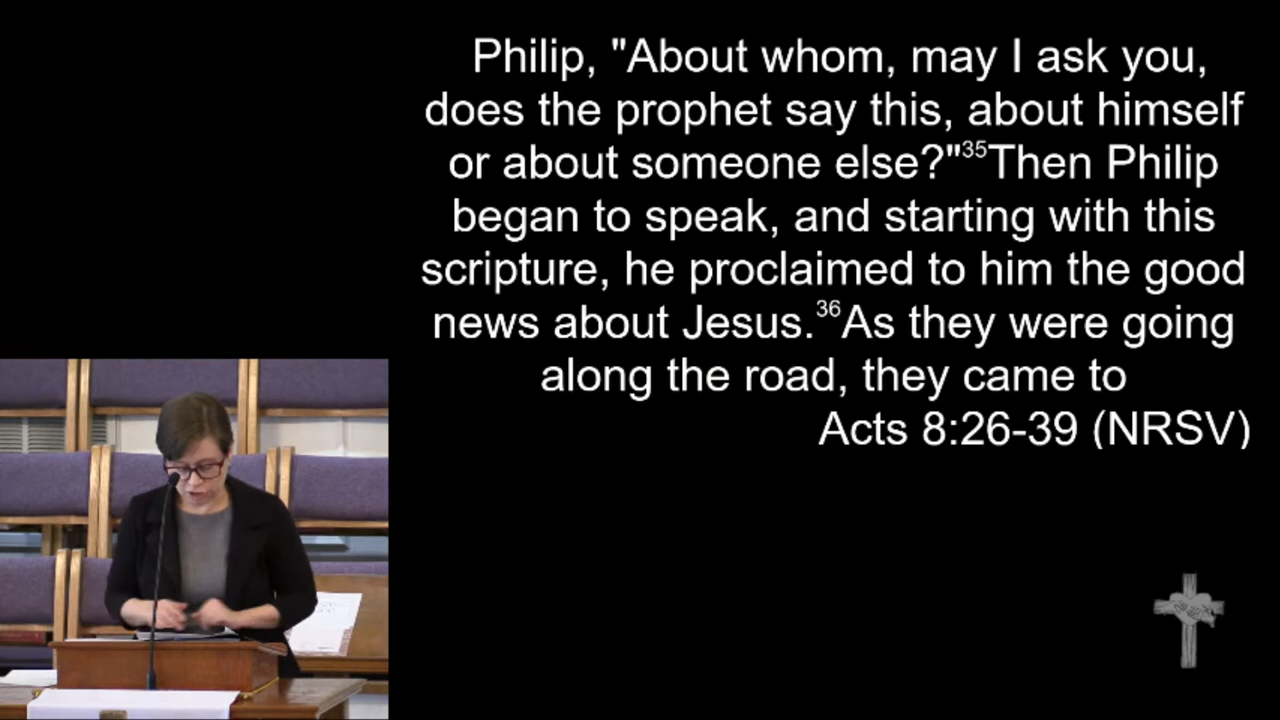 Philip, "About whom, may I ask you,
does the prophet say this, about himself
or about someone else?"35Then Philip
began to speak, and starting with this
scripture, he proclaimed to him the good
news about Jesus.36As they were going
along the road, they came to
Acts 8:26-39 (NRSV)